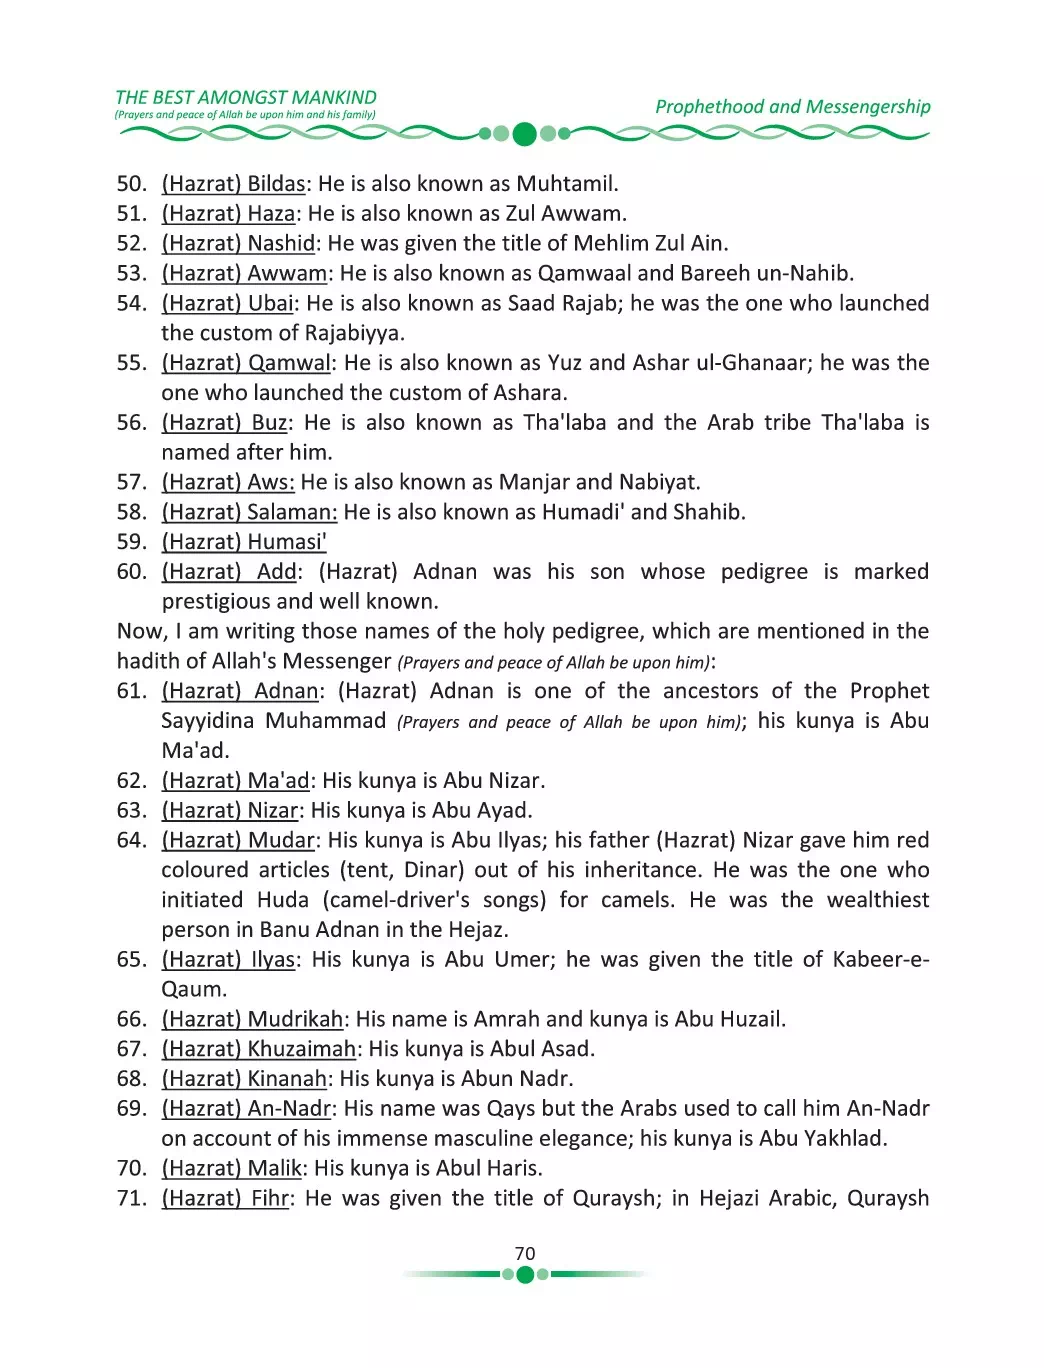 THE BEST AMONGST MANKIND
(Prayers and peace of Allah be upon him and his family)
Prophethood and Messengership
50. (Hazrat) Bildas: He is also known as Muhtamil.
51. (Hazrat) Haza: He is also known as Zul Awwam.
52. (Hazrat) Nashid: He was given the title of Mehlim Zul Ain.
53. (Hazrat) Awwam: He is also known as Qamwaal and Bareeh un-Nahib.
54. (Hazrat) Ubai: He is also known as Saad Rajab; he was the one who launched
the custom of Rajabiyya.
55. (Hazrat) Qamwal: He is also known as Yuz and Ashar ul-Ghanaar; he was the
one who launched the custom of Ashara.
56. (Hazrat) Buz: He is also known as Tha'laba and the Arab tribe Tha'laba is
named after him.
57. (Hazrat) Aws: He is also known as Manjar and Nabiyat.
58. (Hazrat) Salaman: He is also known as Humadi' and Shahib.
59. (Hazrat) Humasi'
60. (Hazrat) Add: (Hazrat) Adnan was his son whose pedigree is marked
prestigious and well known.
Now, I am writing those names of the holy pedigree, which are mentioned in the
hadith of Allah's Messenger (Prayers and peace of Allah be upon him):
61. (Hazrat) Adnan: (Hazrat) Adnan is one of the ancestors of the Prophet
Sayyidina Muhammad (Prayers and peace of Allah be upon him); his kunya is Abu
Ma'ad.
62. (Hazrat) Ma'ad: His kunya is Abu Nizar.
63. (Hazrat) Nizar: His kunya is Abu Ayad.
64. (Hazrat) Mudar: His kunya is Abu Ilyas; his father (Hazrat) Nizar gave him red
coloured articles (tent, Dinar) out of his inheritance. He was the one who
initiated Huda (camel-driver's songs) for camels. He was the wealthiest
person in Banu Adnan in the Hejaz.
65. (Hazrat) Ilyas: His kunya is Abu Umer; he was given the title of Kabeer-e-
Qaum.
66. (Hazrat) Mudrikah: His name is Amrah and kunya is Abu Huzail.
67. (Hazrat) Khuzaimah: His kunya is Abul Asad.
68. (Hazrat) Kinanah: His kunya is Abun Nadr.
69. (Hazrat) An-Nadr: His name was Qays but the Arabs used to call him An-Nadr
on account of his immense masculine elegance; his kunya is Abu Yakhlad.
70. (Hazrat) Malik: His kunya is Abul Haris.
71. (Hazrat) Fihr: He was given the title of Quraysh; in Hejazi Arabic, Quraysh
70